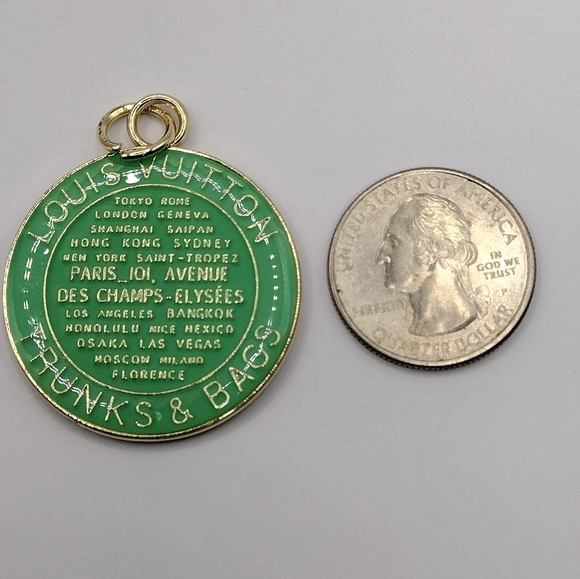 LOUIS VUITTON
TOKYO ROME
LONDON GENEVA
SHANGHAI SAIPAN
HONG KONG SYDNEY
NEW YORK SAINT-TROPEZ
PARIS_101, AVENUE
DES CHAMPS-ELYSÉES
LOS ANGELES BANGKOK
HONOLULU NICE MEXICO
OSAKA LAS VEGAS
MOSCOW MILANO
FLORENCE
TRUNKS & BAGS
UNITED STATES OF AMERICA
LIBERTY
IN
GOD WE
TRUST
P
QUARTER DOLLAR